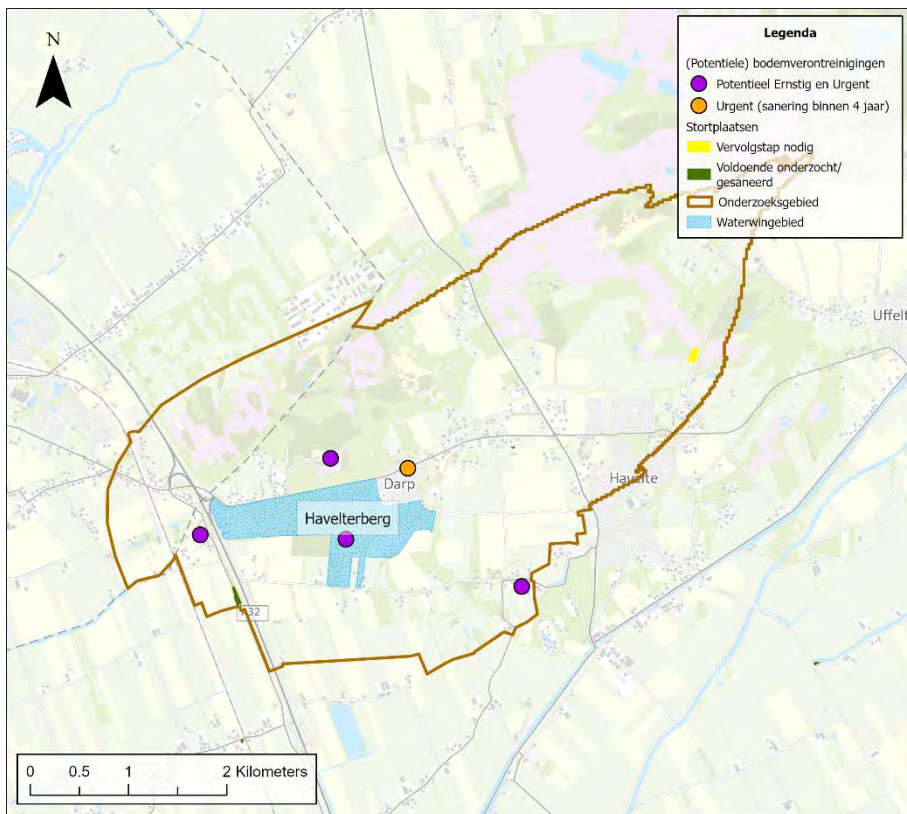 N
Legenda
(Potentiele) bodemverontreinigingen
Potentieel Ernstig en Urgent
Urgent (sanering binnen 4 jaar)
Stortplaatsen
Vervolgstap nodig
Voldoende onderzocht/
gesaneerd
Onderzoeksgebied
Waterwingebied
Uffelt
Havelte
Darp
Havelterberg
A32
0 0.5 1 2 Kilometers